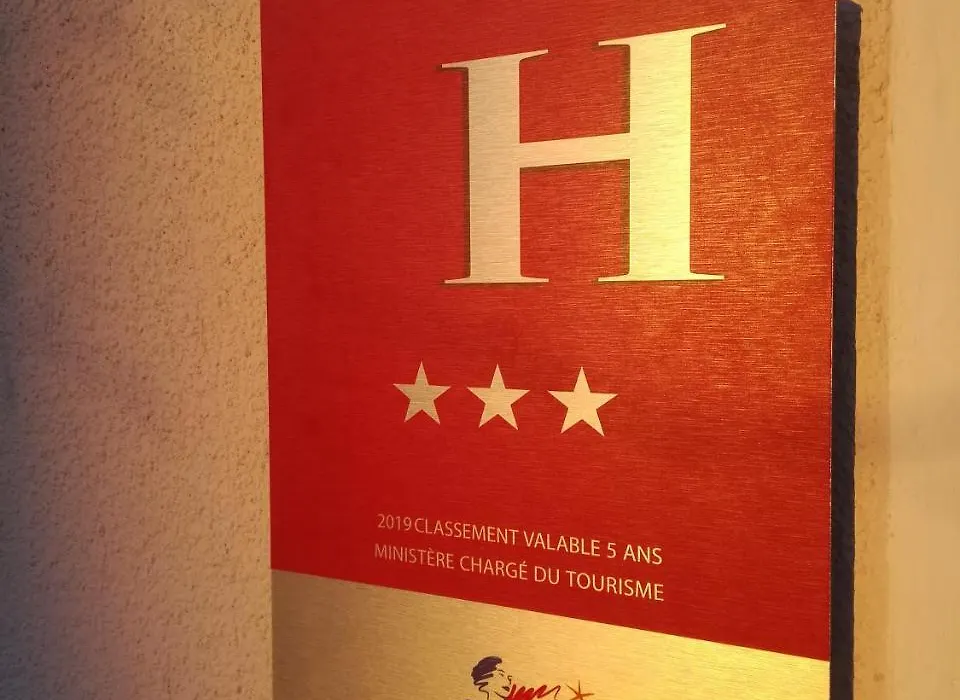 H
2019 CLASSEMENT VALABLE 5 ANS
MINISTÈRE CHARGÉ DU TOURISME